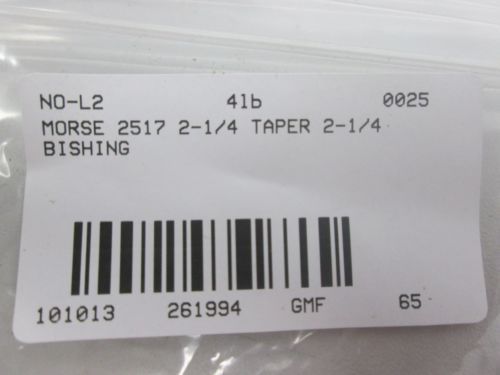 NO-L2 4lb 0025
MORSE 2517 2-1/4 TAPER 2-1/4
BISHING
101013 261994 GMF 65